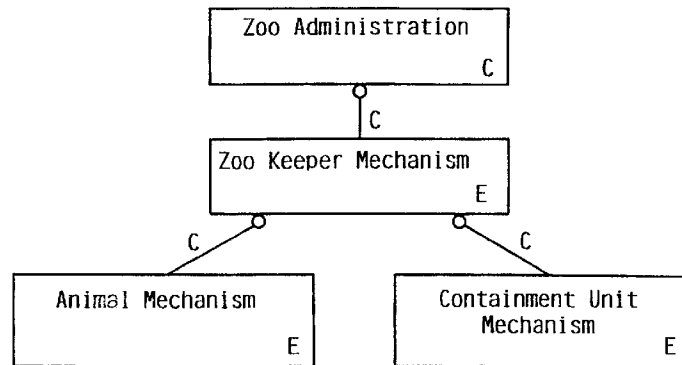 Zoo Administration
C
C
Zoo Keeper Mechanism
E
C
C
Animal Mechanism
E
Containment Unit
Mechanism
E